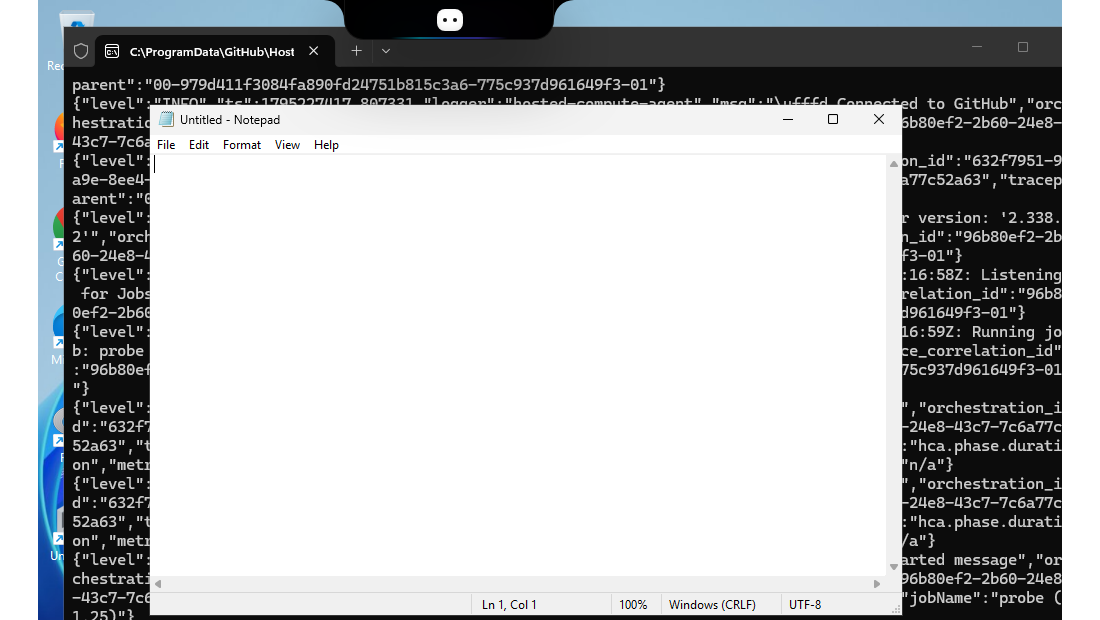 C:\ProgramData\GitHub\Host
parent":"00-979d411f3084fa890fd24751b815c3a6-775c937d961649f3-01"}
{"level":"INFO","ts":1795227417.807331,"logger":"hosted-compute-agent","msg":"\ufffd Connected to GitHub","orc
hestratio 6b80ef2-2b60-24e8-
43c7-7c6a
Untitled - Notepad
File Edit Format View Help
{"level": on_id":"632f7951-9
a9e-8ee4- a77c52a63","tracep
arent":"0
{"level": r version: '2.338.
2'","orch n_id":"96b80ef2-2b
60-24e8-4 f3-01"}
{"level": :16:58Z: Listening
for Jobs relation_id":"96b8
0ef2-2b60 d961649f3-01"}
{"level": 16:59Z: Running jo
b: probe ce_correlation_id"
:"96b80ef 75c937d961649f3-01
"}
{"level": ","orchestration_i
d":"632f7 -24e8-43c7-7c6a77c
52a63","t :"hca.phase.durati
on","metr "n/a"}
{"level": ","orchestration_i
d":"632f7 -24e8-43c7-7c6a77c
52a63","t :"hca.phase.durati
on","metr /a"}
{"level": arted message","or
chestrati 96b80ef2-2b60-24e8
-43c7-7c6 "jobName":"probe (
1.25)"}
Ln 1, Col 1 100% Windows (CRLF) UTF-8